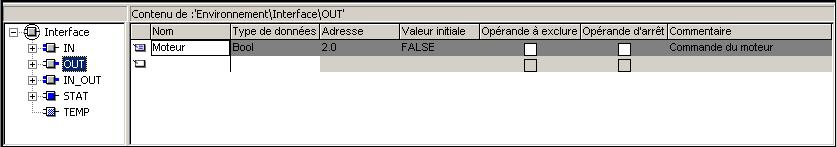 Contenu de :'Environnement\Interface\OUT'
Interface
IN
OUT
IN_OUT
STAT
TEMP
Nom Type de données Adresse Valeur initiale Opérande à exclure Opérande d'arrêt Commentaire
Moteur Bool 2.0 FALSE Commande du moteur